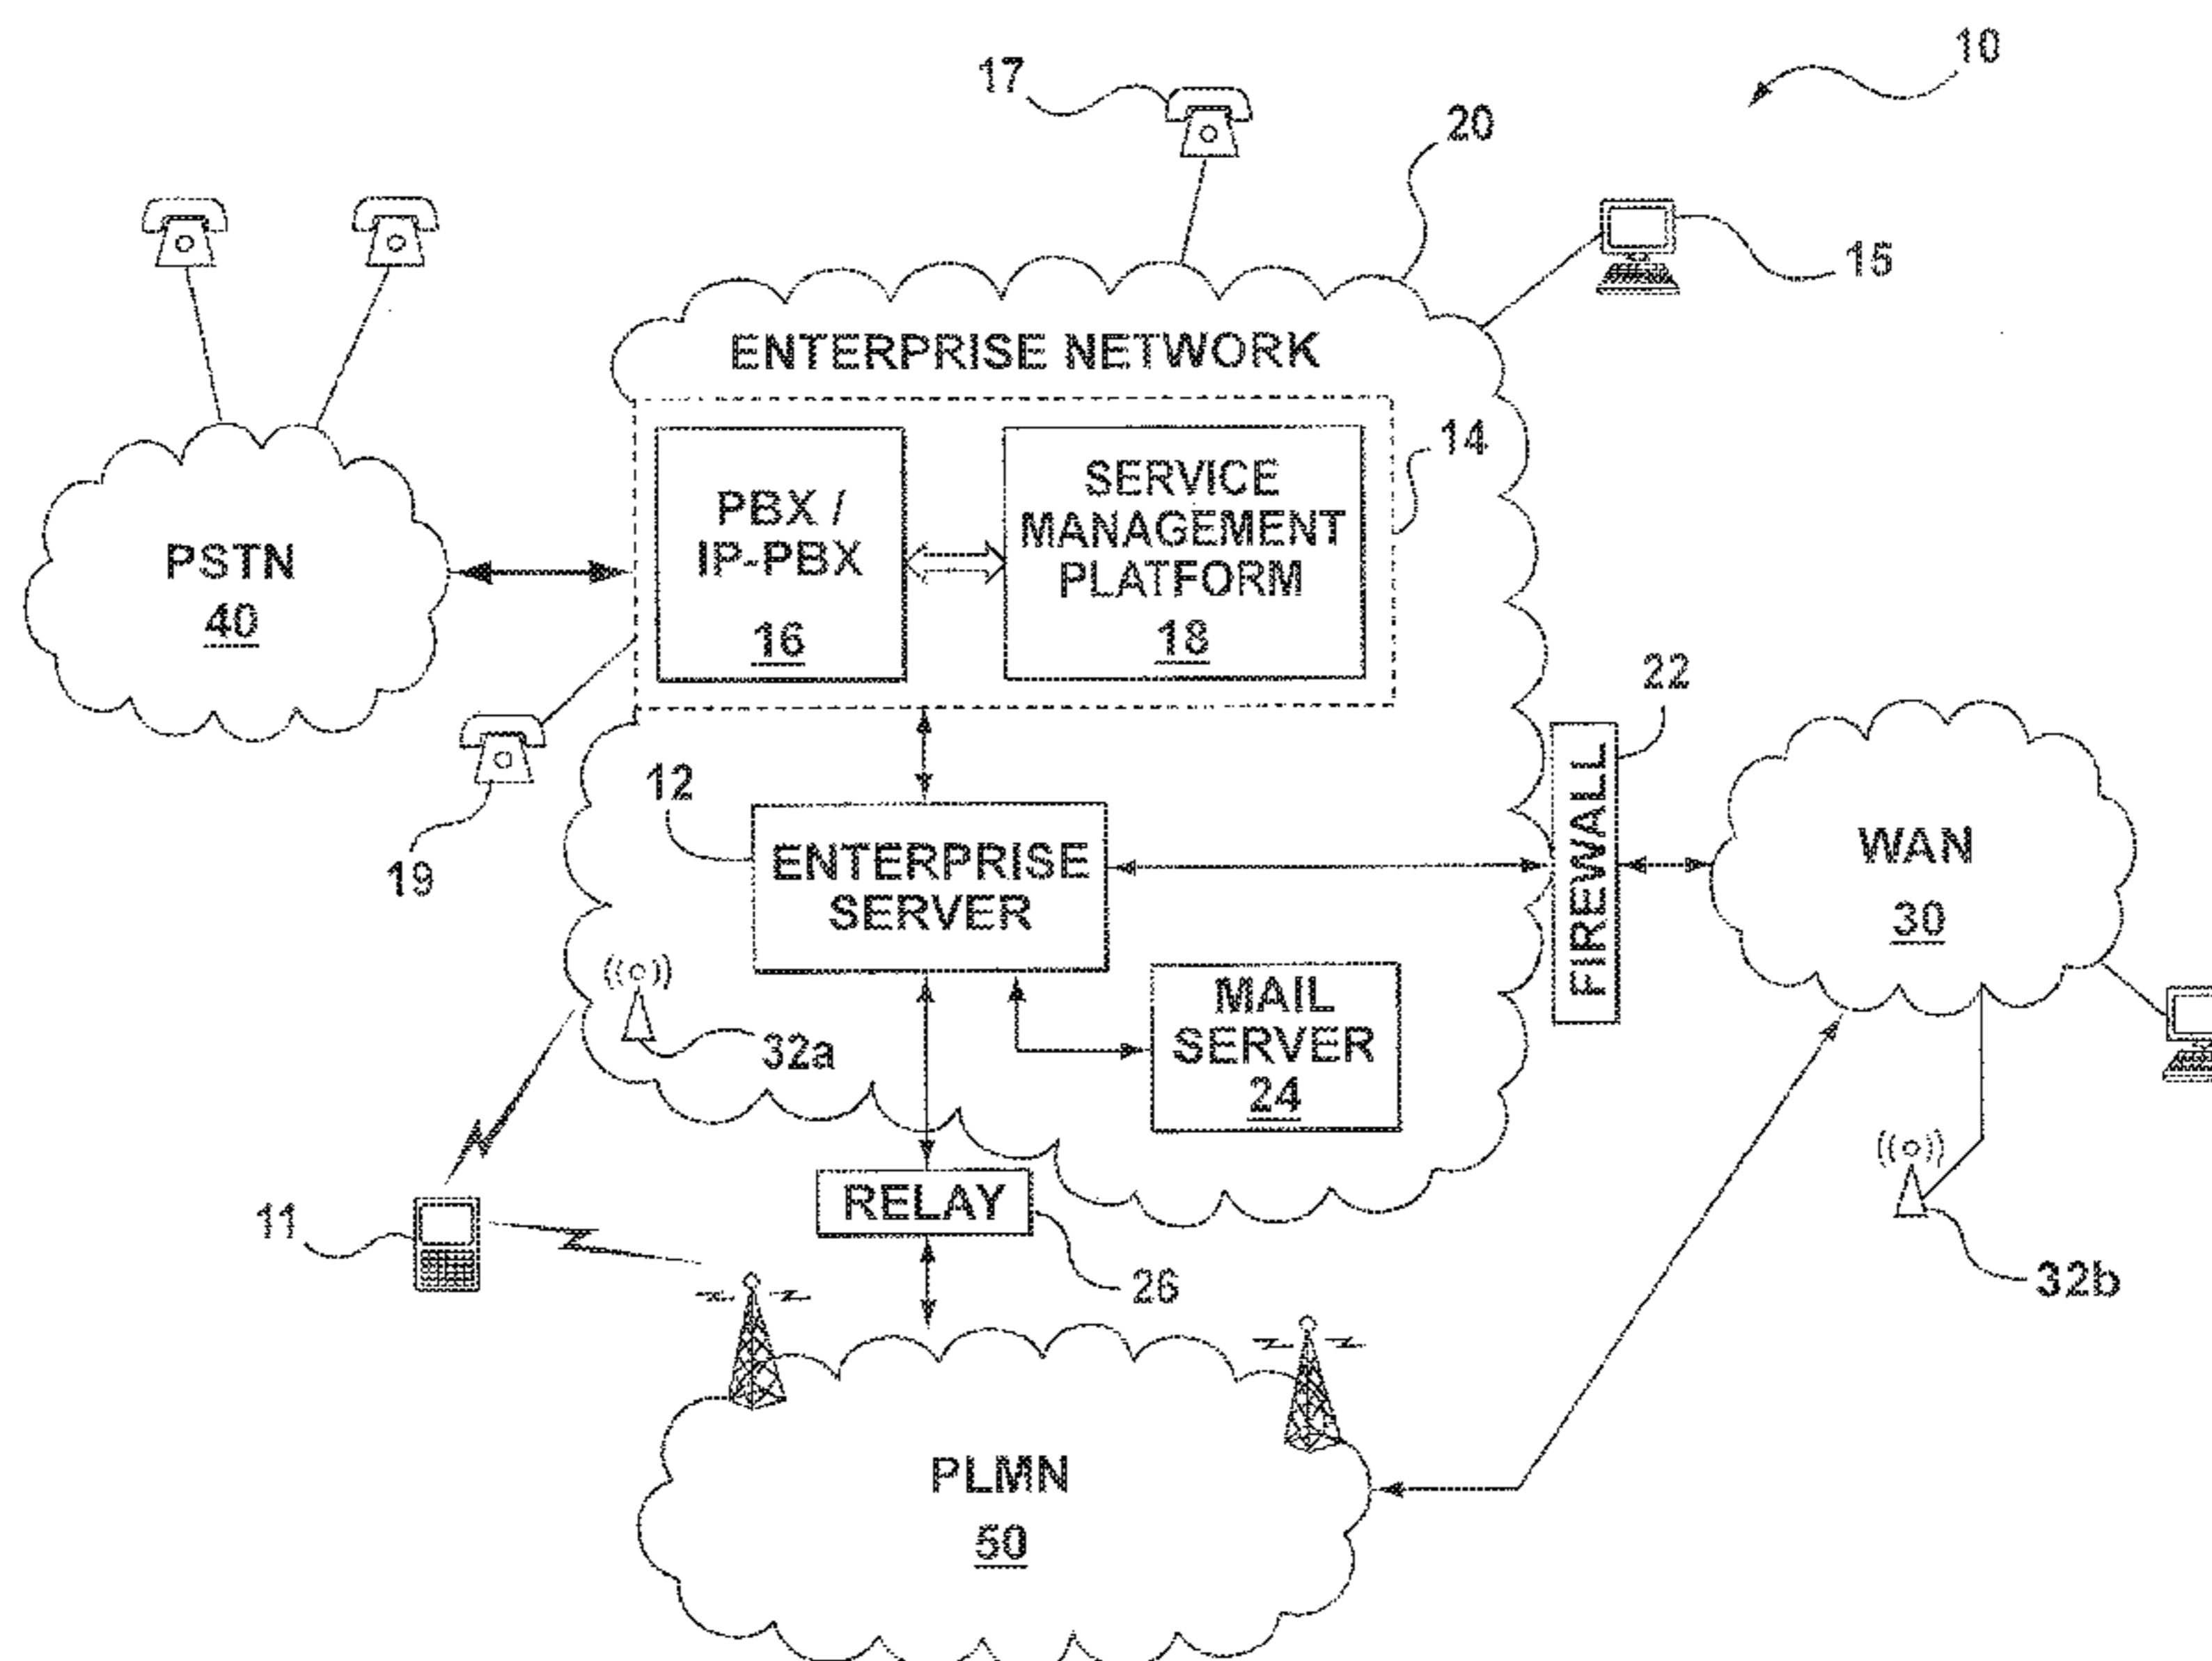 10
17
20
15
ENTERPRISE NETWORK
14
PBX /
IP-PBX
16
SERVICE
MANAGEMENT
PLATFORM
18
PSTN
40
22
FIREWALL
12
19
ENTERPRISE
SERVER
WAN
30
32a
MAIL
SERVER
24
11
RELAY
26
32b
PLMN
50